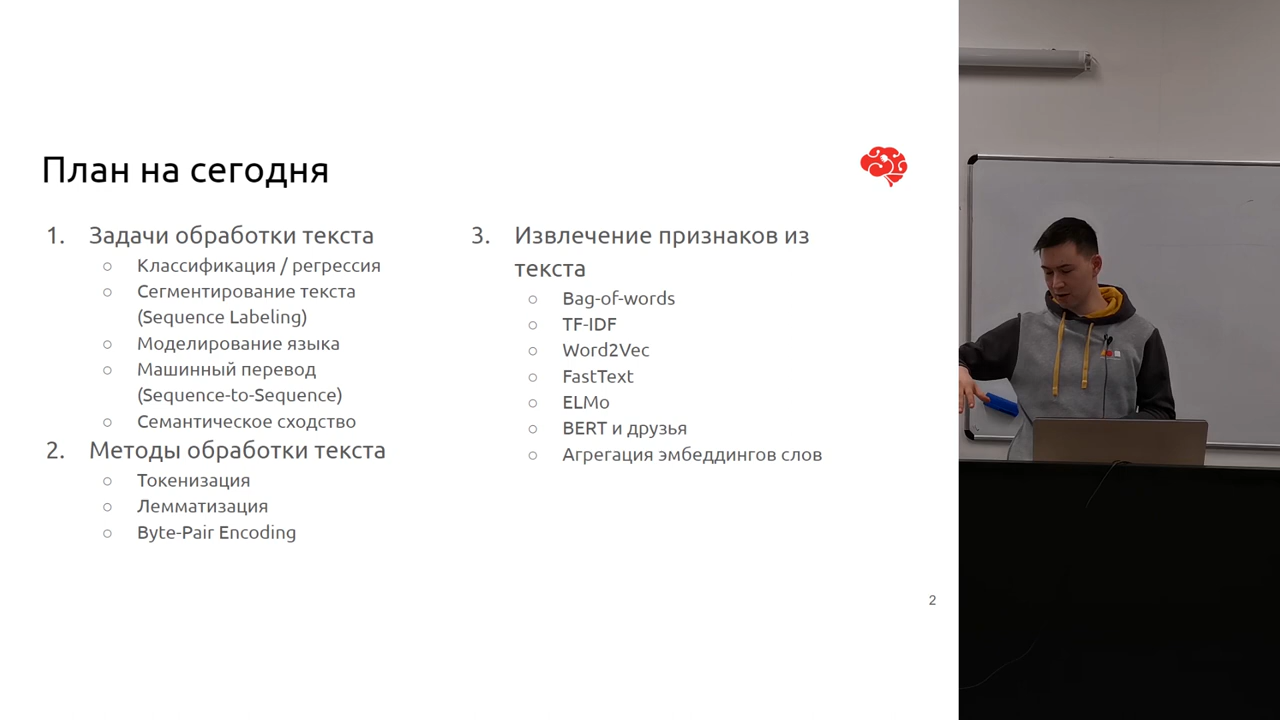 План на сегодня
1. Задачи обработки текста
○ Классификация / регрессия
○ Сегментирование текста
(Sequence Labeling)
○ Моделирование языка
○ Машинный перевод
(Sequence-to-Sequence)
○ Семантическое сходство
2. Методы обработки текста
○ Токенизация
○ Лемматизация
○ Byte-Pair Encoding
3. Извлечение признаков из
текста
○ Bag-of-words
○ TF-IDF
○ Word2Vec
○ FastText
○ ELMo
○ BERT и друзья
○ Агрегация эмбеддингов слов
2